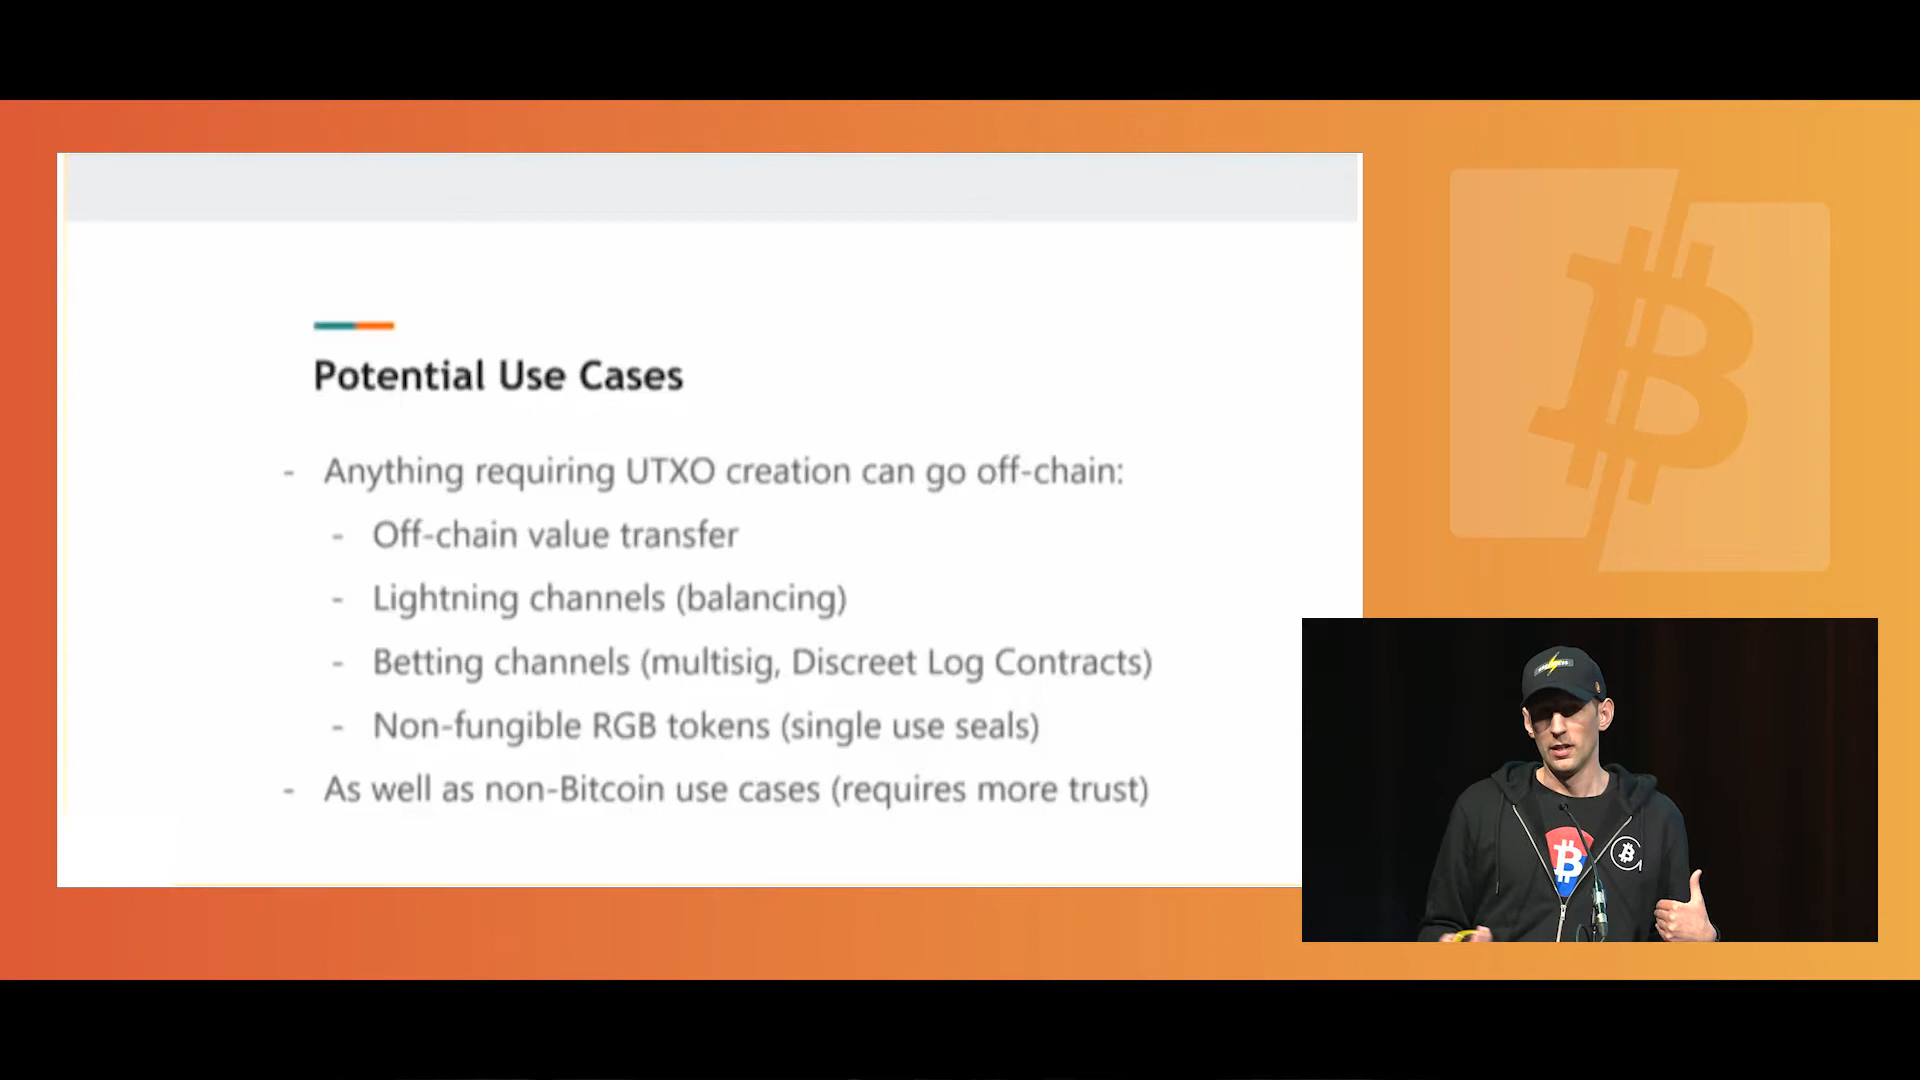 Potential Use Cases
- Anything requiring UTXO creation can go off-chain:
- Off-chain value transfer
- Lightning channels (balancing)
- Betting channels (multisig, Discreet Log Contracts)
- Non-fungible RGB tokens (single use seals)
- As well as non-Bitcoin use cases (requires more trust)